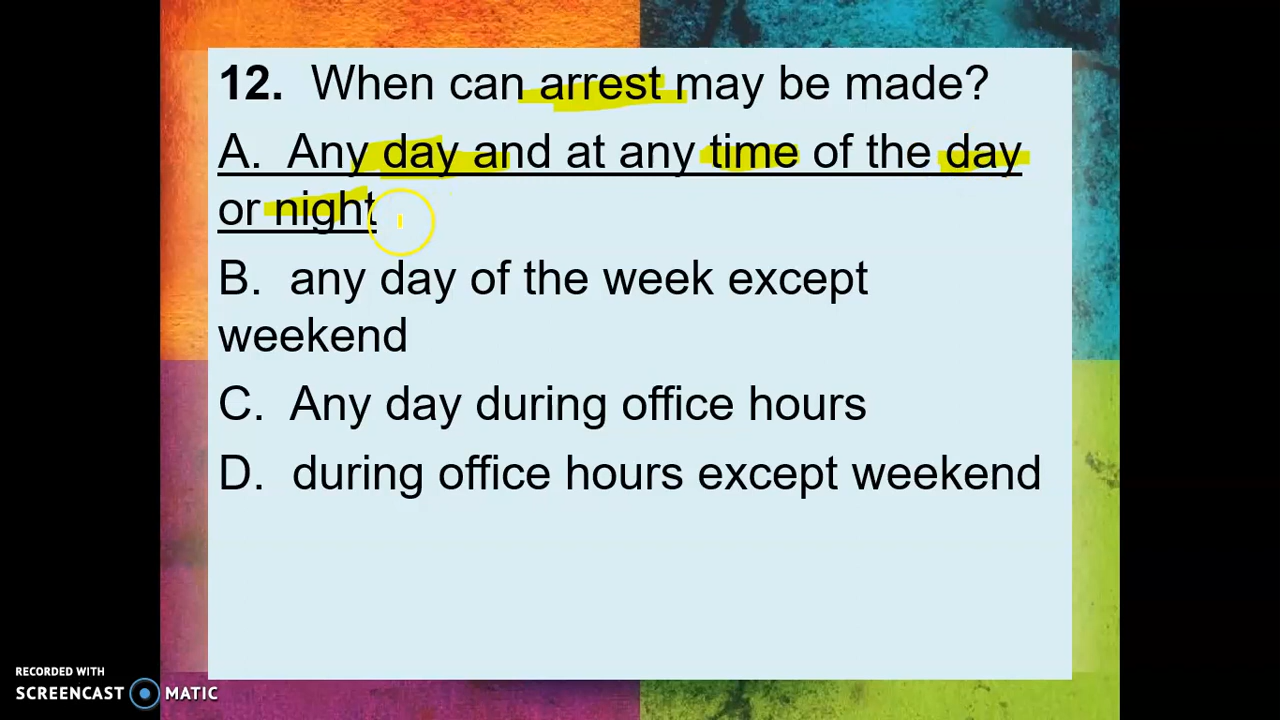 12.  When can arrest may be made?
A.  Any day and at any time of the day
or night
B.  any day of the week except
weekend
C.  Any day during office hours
D.  during office hours except weekend
RECORDED WITH
SCREENCAST MATIC